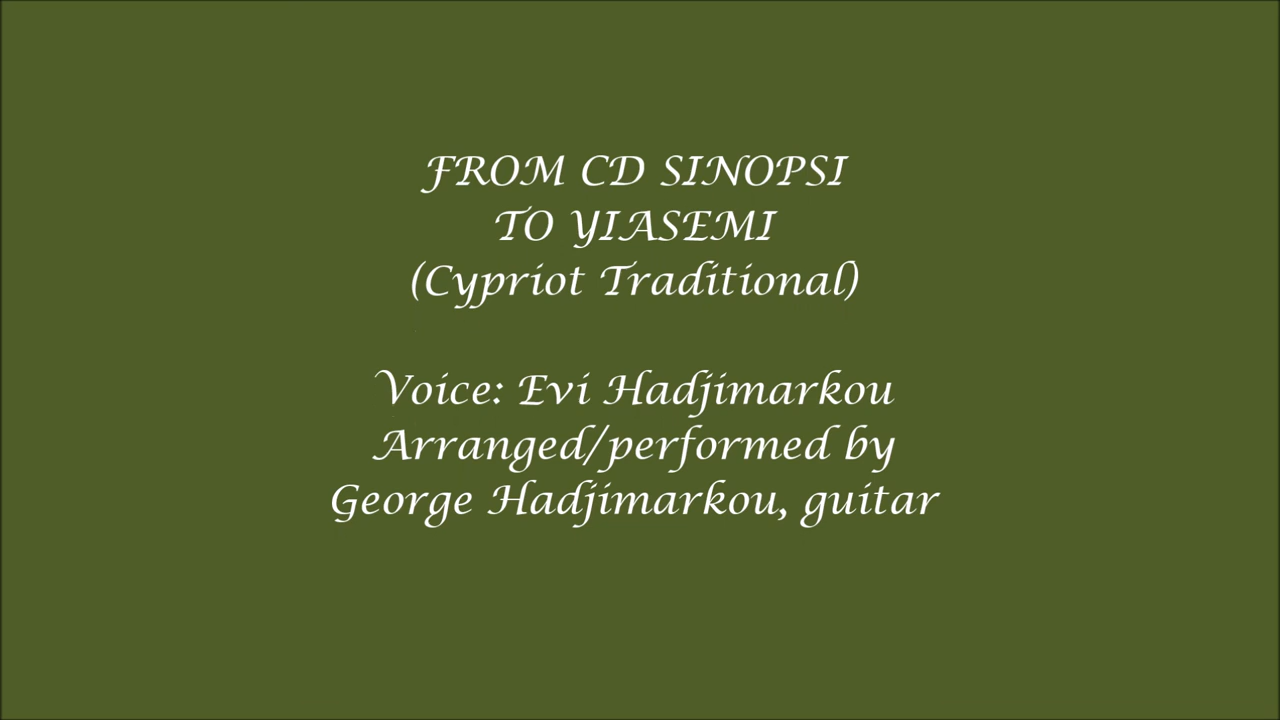 FROM CD SINOPSI
TO YIASEMI
(Cypriot Traditional)
Voice: Evi Hadjimarkou
Arranged/performed by
George Hadjimarkou, guitar